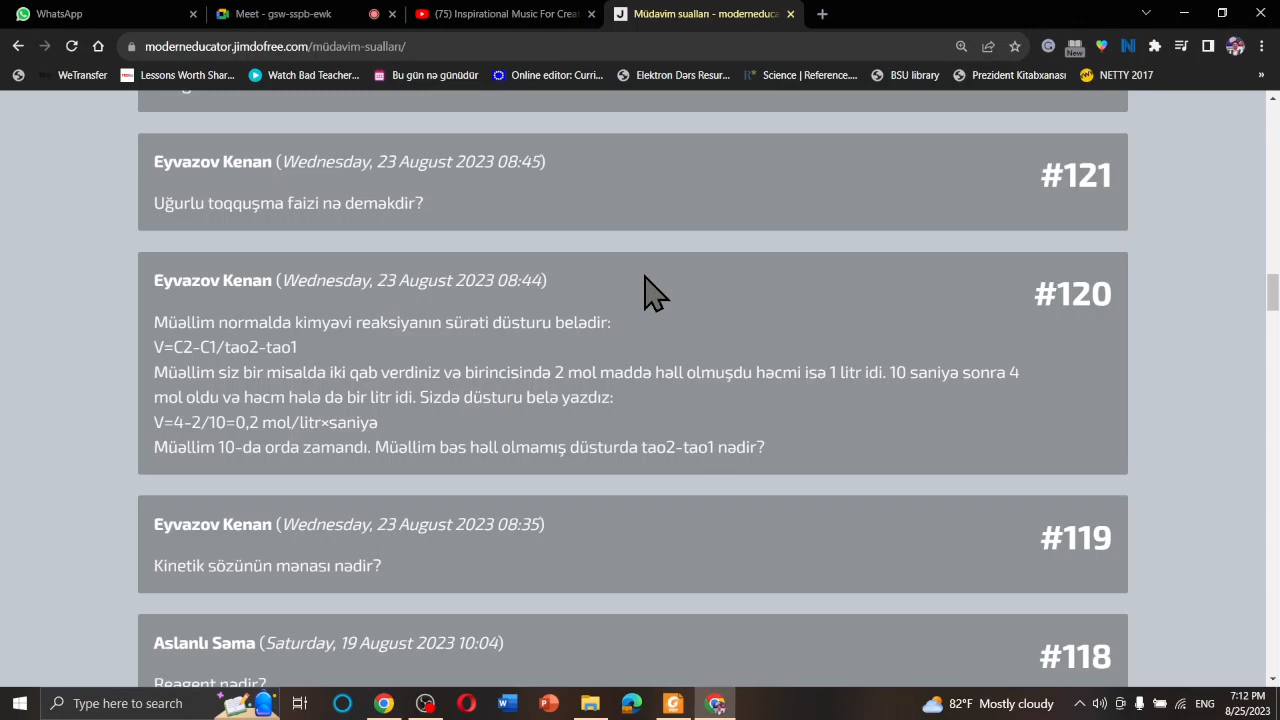 WhatsApp
Meet - gsw-sspb-ewk
(75) Inspirational Music For Creat
Müdavim sualları - moderneduca
moderneducator.jimdofree.com/müdavim-sualları/
New
WeTransfer
Lessons Worth Shar...
Watch Bad Teacher...
Bu gün nə günüdür
Online editor: Curri...
Elektron Dərs Resur...
Science | Reference....
BSU library
Prezident Kitabxanası
NETTY 2017
Eyvazov Kenan (Wednesday, 23 August 2023 08:45)
#121
Uğurlu toqquşma faizi nə deməkdir?
Eyvazov Kenan (Wednesday, 23 August 2023 08:44)
#120
Müəllim normalda kimyəvi reaksiyanın sürəti düsturu belədir:
V=C2-C1/tao2-tao1
Müəllim siz bir misalda iki qab verdiniz və birincisində 2 mol maddə həll olmuşdu həcmi isə 1 litr idi. 10 saniyə sonra 4
mol oldu və həcm hələ də bir litr idi. Sizdə düsturu belə yazdız:
V=4-2/10=0,2 mol/litr×saniyə
Müəllim 10-da orda zamandı. Müəllim bəs həll olmamış düsturda tao2-tao1 nədir?
Eyvazov Kenan (Wednesday, 23 August 2023 08:35)
#119
Kinetik sözünün mənası nədir?
Aslanlı Səma (Saturday, 19 August 2023 10:04)
#118
Reagent nədir?
Type here to search
82°F Mostly cloudy
ENG
7:12 PM
8/25/2023